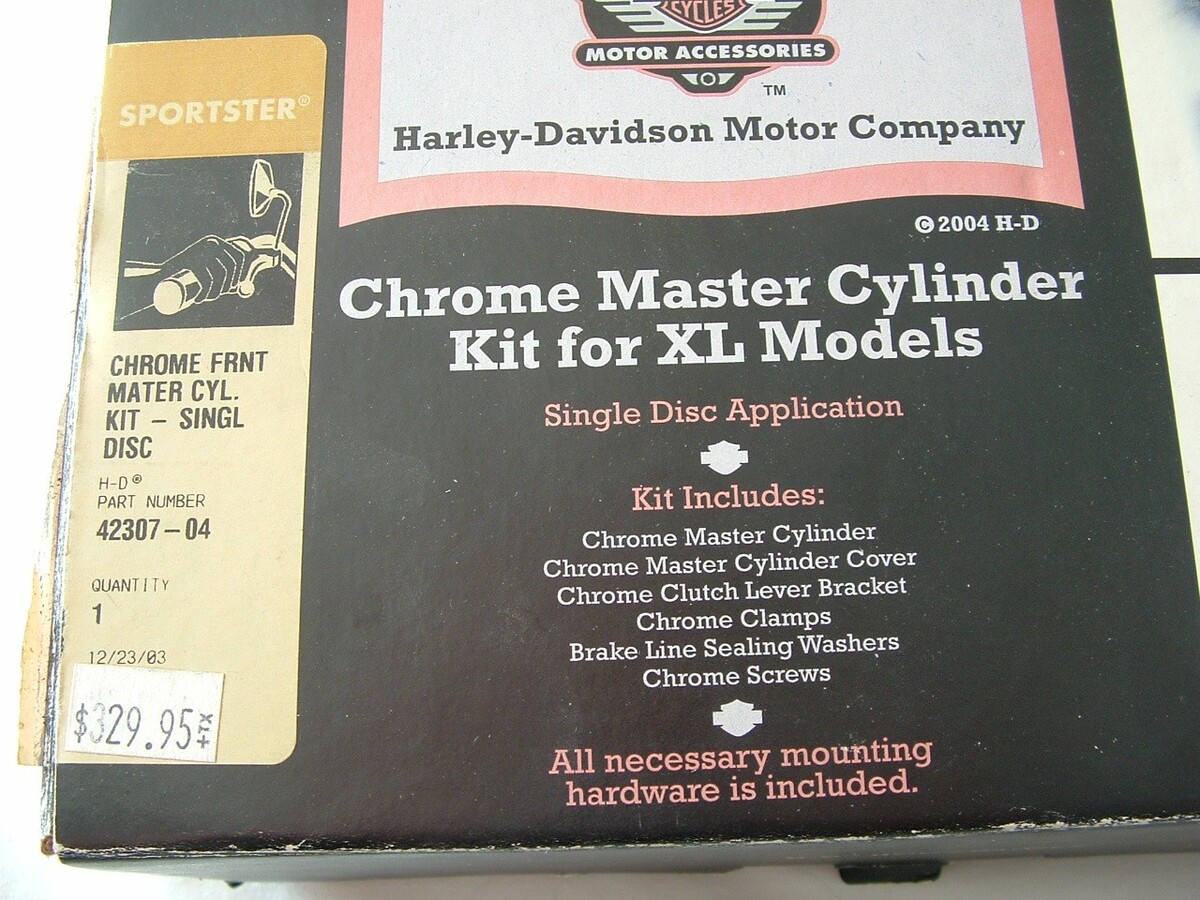 SPORTSTER®
CHROME FRNT
MATER CYL.
KIT – SINGL
DISC
H-D®
PART NUMBER
42307–04
QUANTITY
1
12/23/03
$329.95+TX
CYCLES
MOTOR ACCESSORIES
TM
Harley-Davidson Motor Company
© 2004 H-D
Chrome Master Cylinder
Kit for XL Models
Single Disc Application
Kit Includes:
Chrome Master Cylinder
Chrome Master Cylinder Cover
Chrome Clutch Lever Bracket
Chrome Clamps
Brake Line Sealing Washers
Chrome Screws
All necessary mounting
hardware is included.